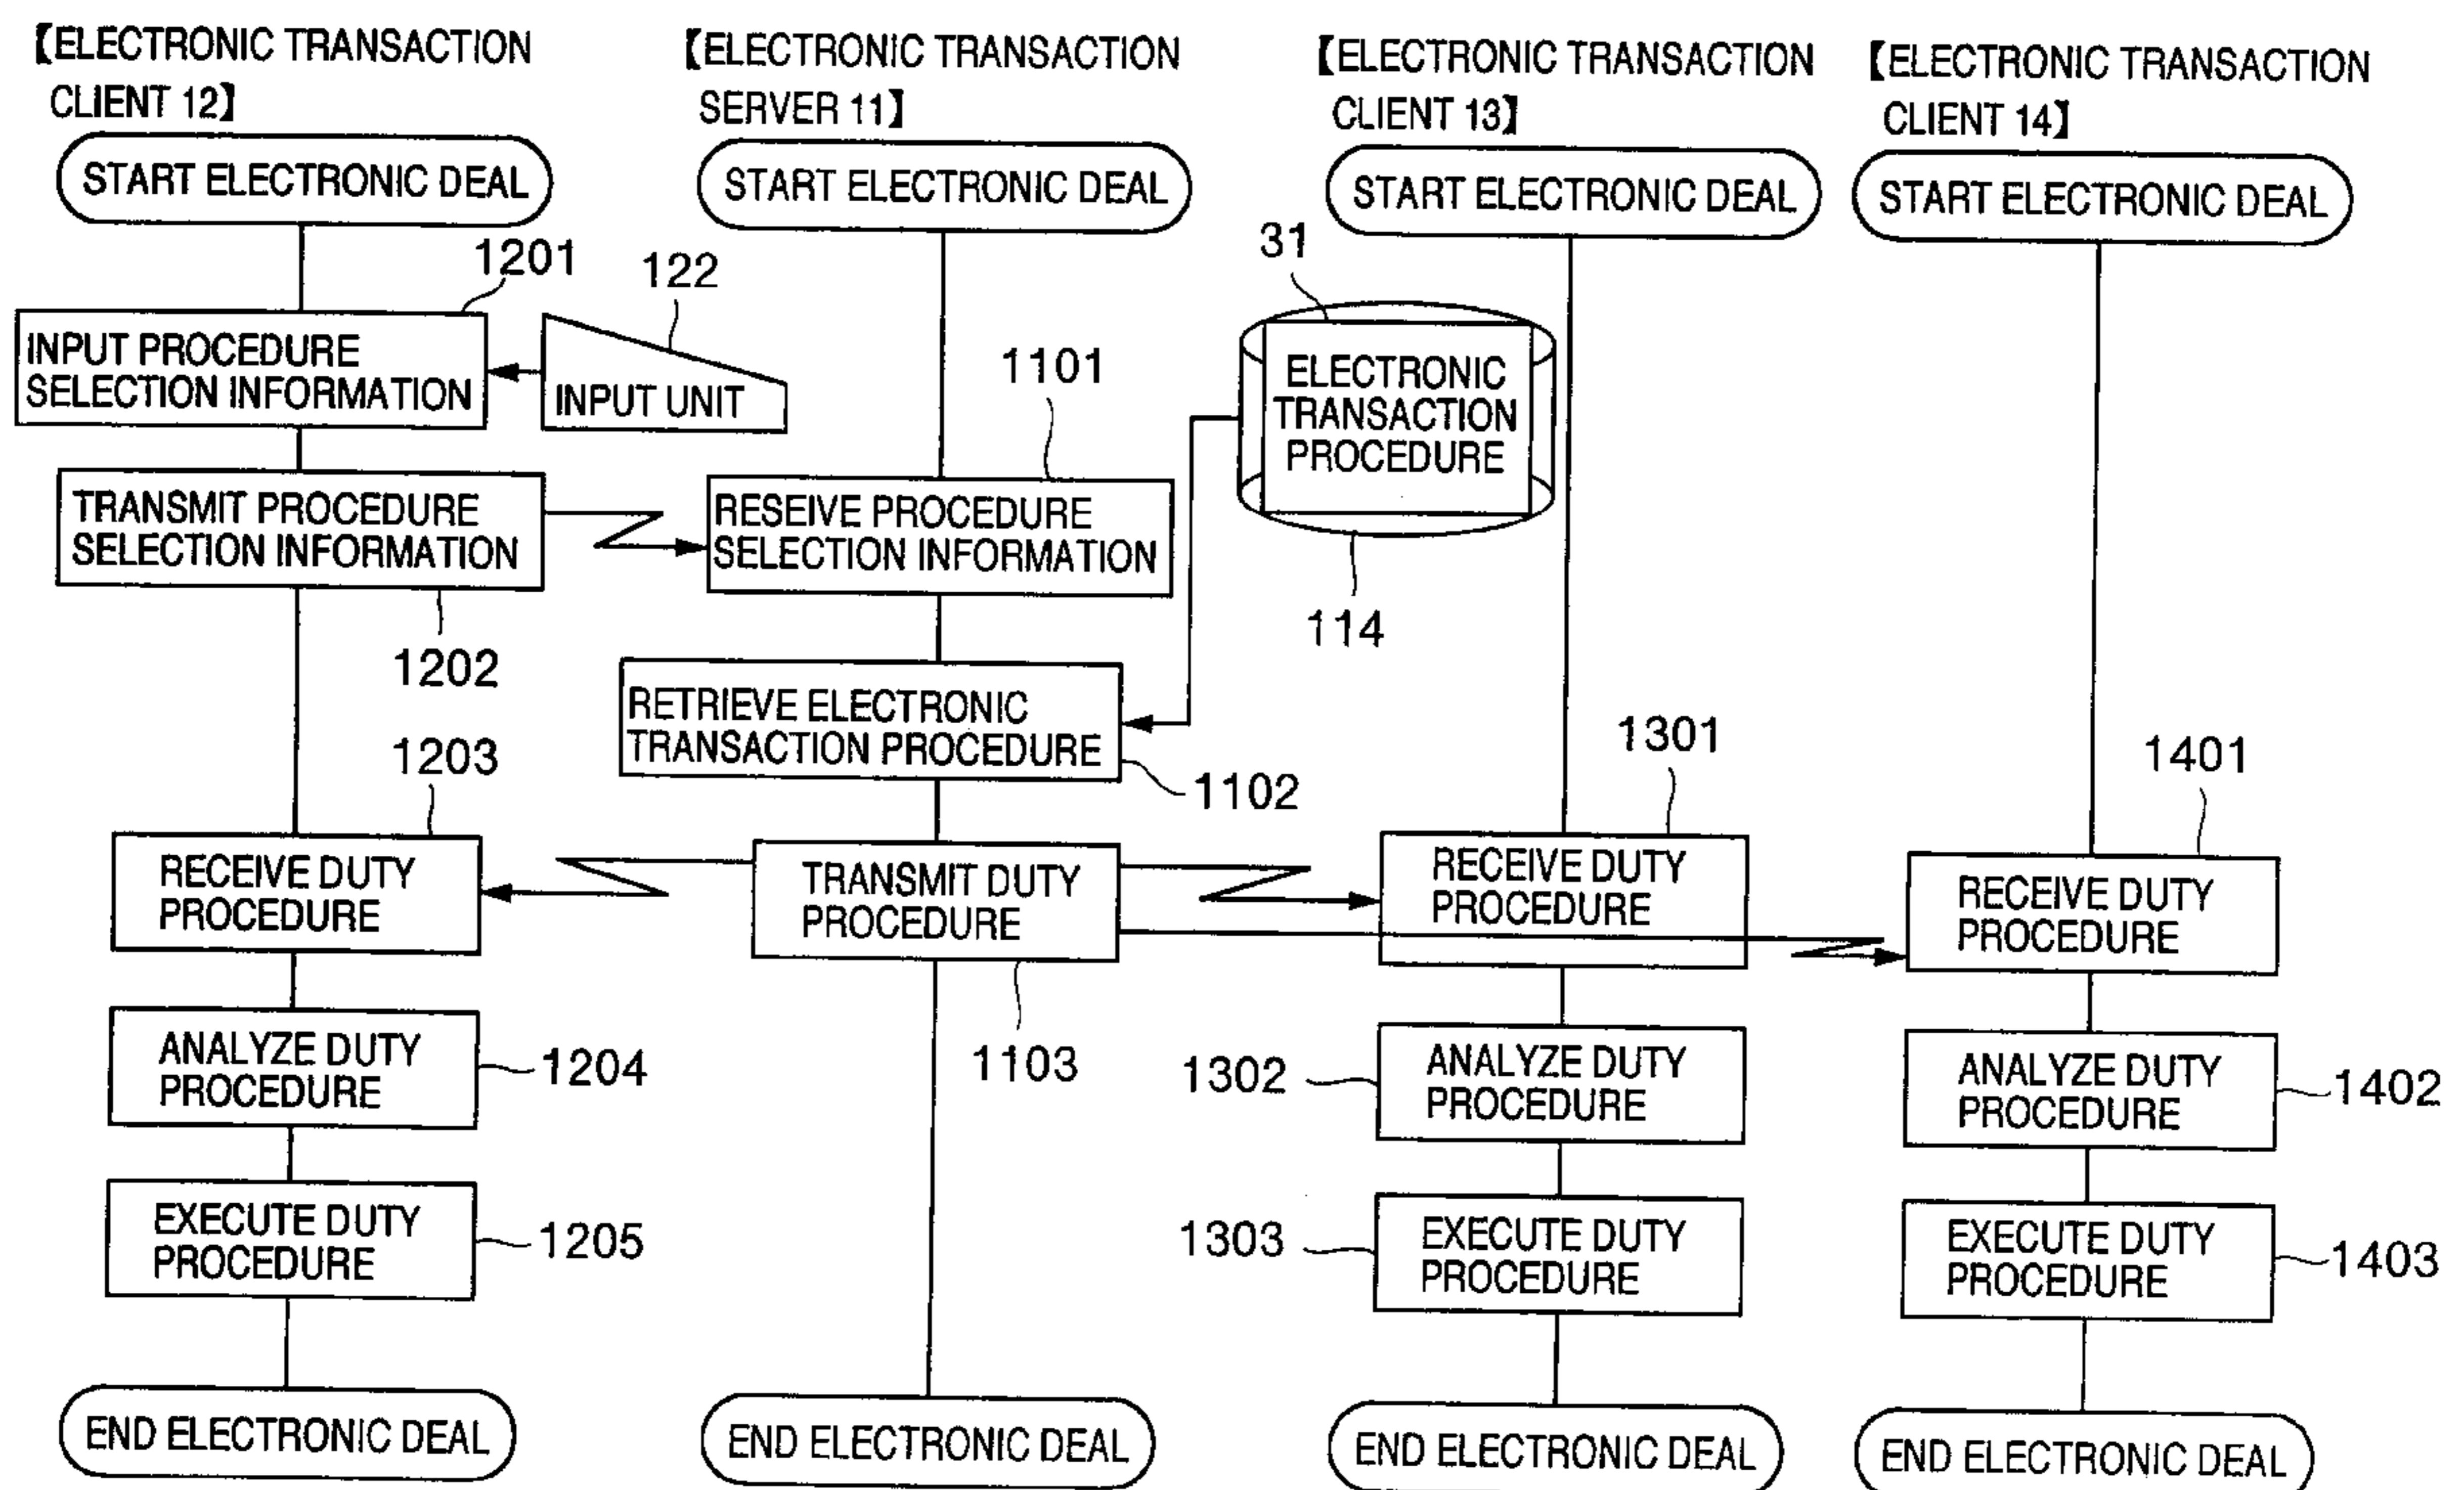 【ELECTRONIC TRANSACTION
CLIENT 12】
【ELECTRONIC TRANSACTION
SERVER 11】
【ELECTRONIC TRANSACTION
CLIENT 13】
【ELECTRONIC TRANSACTION
CLIENT 14】
START ELECTRONIC DEAL
START ELECTRONIC DEAL
START ELECTRONIC DEAL
START ELECTRONIC DEAL
1201
122
31
INPUT PROCEDURE
SELECTION INFORMATION
INPUT UNIT
1101
ELECTRONIC
TRANSACTION
PROCEDURE
TRANSMIT PROCEDURE
SELECTION INFORMATION
RESEIVE PROCEDURE
SELECTION INFORMATION
114
1202
RETRIEVE ELECTRONIC
TRANSACTION PROCEDURE
1102
1203
1301
1401
RECEIVE DUTY
PROCEDURE
TRANSMIT DUTY
PROCEDURE
RECEIVE DUTY
PROCEDURE
RECEIVE DUTY
PROCEDURE
1103
ANALYZE DUTY
PROCEDURE
1204
1302
ANALYZE DUTY
PROCEDURE
ANALYZE DUTY
PROCEDURE
1402
EXECUTE DUTY
PROCEDURE
1205
1303
EXECUTE DUTY
PROCEDURE
EXECUTE DUTY
PROCEDURE
1403
END ELECTRONIC DEAL
END ELECTRONIC DEAL
END ELECTRONIC DEAL
END ELECTRONIC DEAL